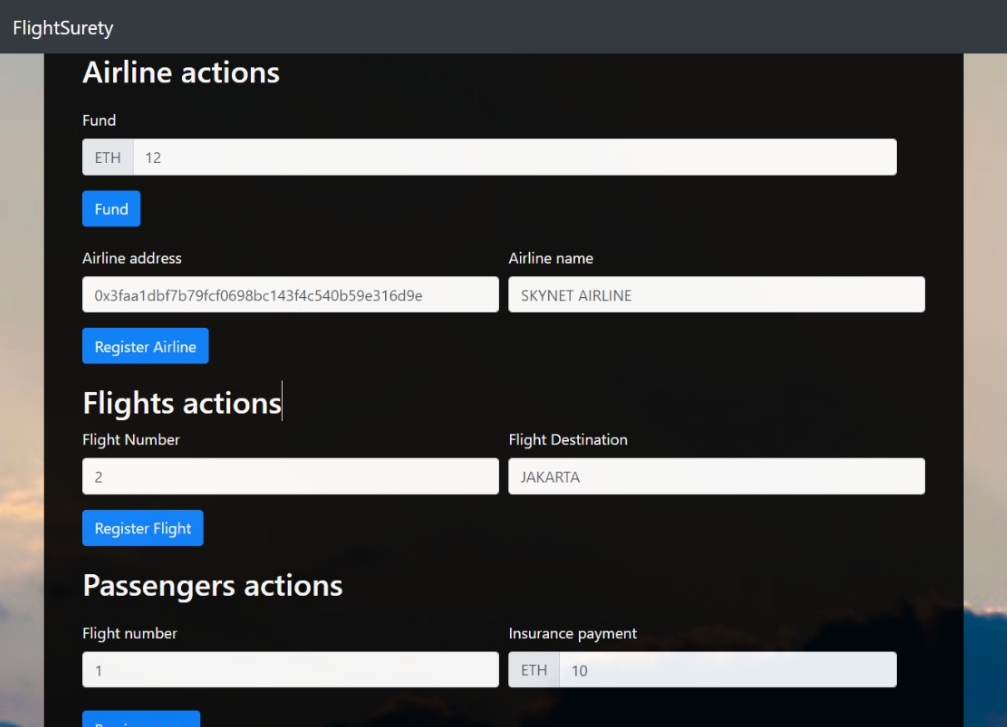 FlightSurety
Airline actions
Fund
ETH 12
Fund
Airline address Airline name
0x3faa1dbf7b79fcf0698bc143f4c540b59e316d9e SKYNET AIRLINE
Register Airline
Flights actions
Flight Number Flight Destination
2 JAKARTA
Register Flight
Passengers actions
Flight number Insurance payment
1 ETH 10